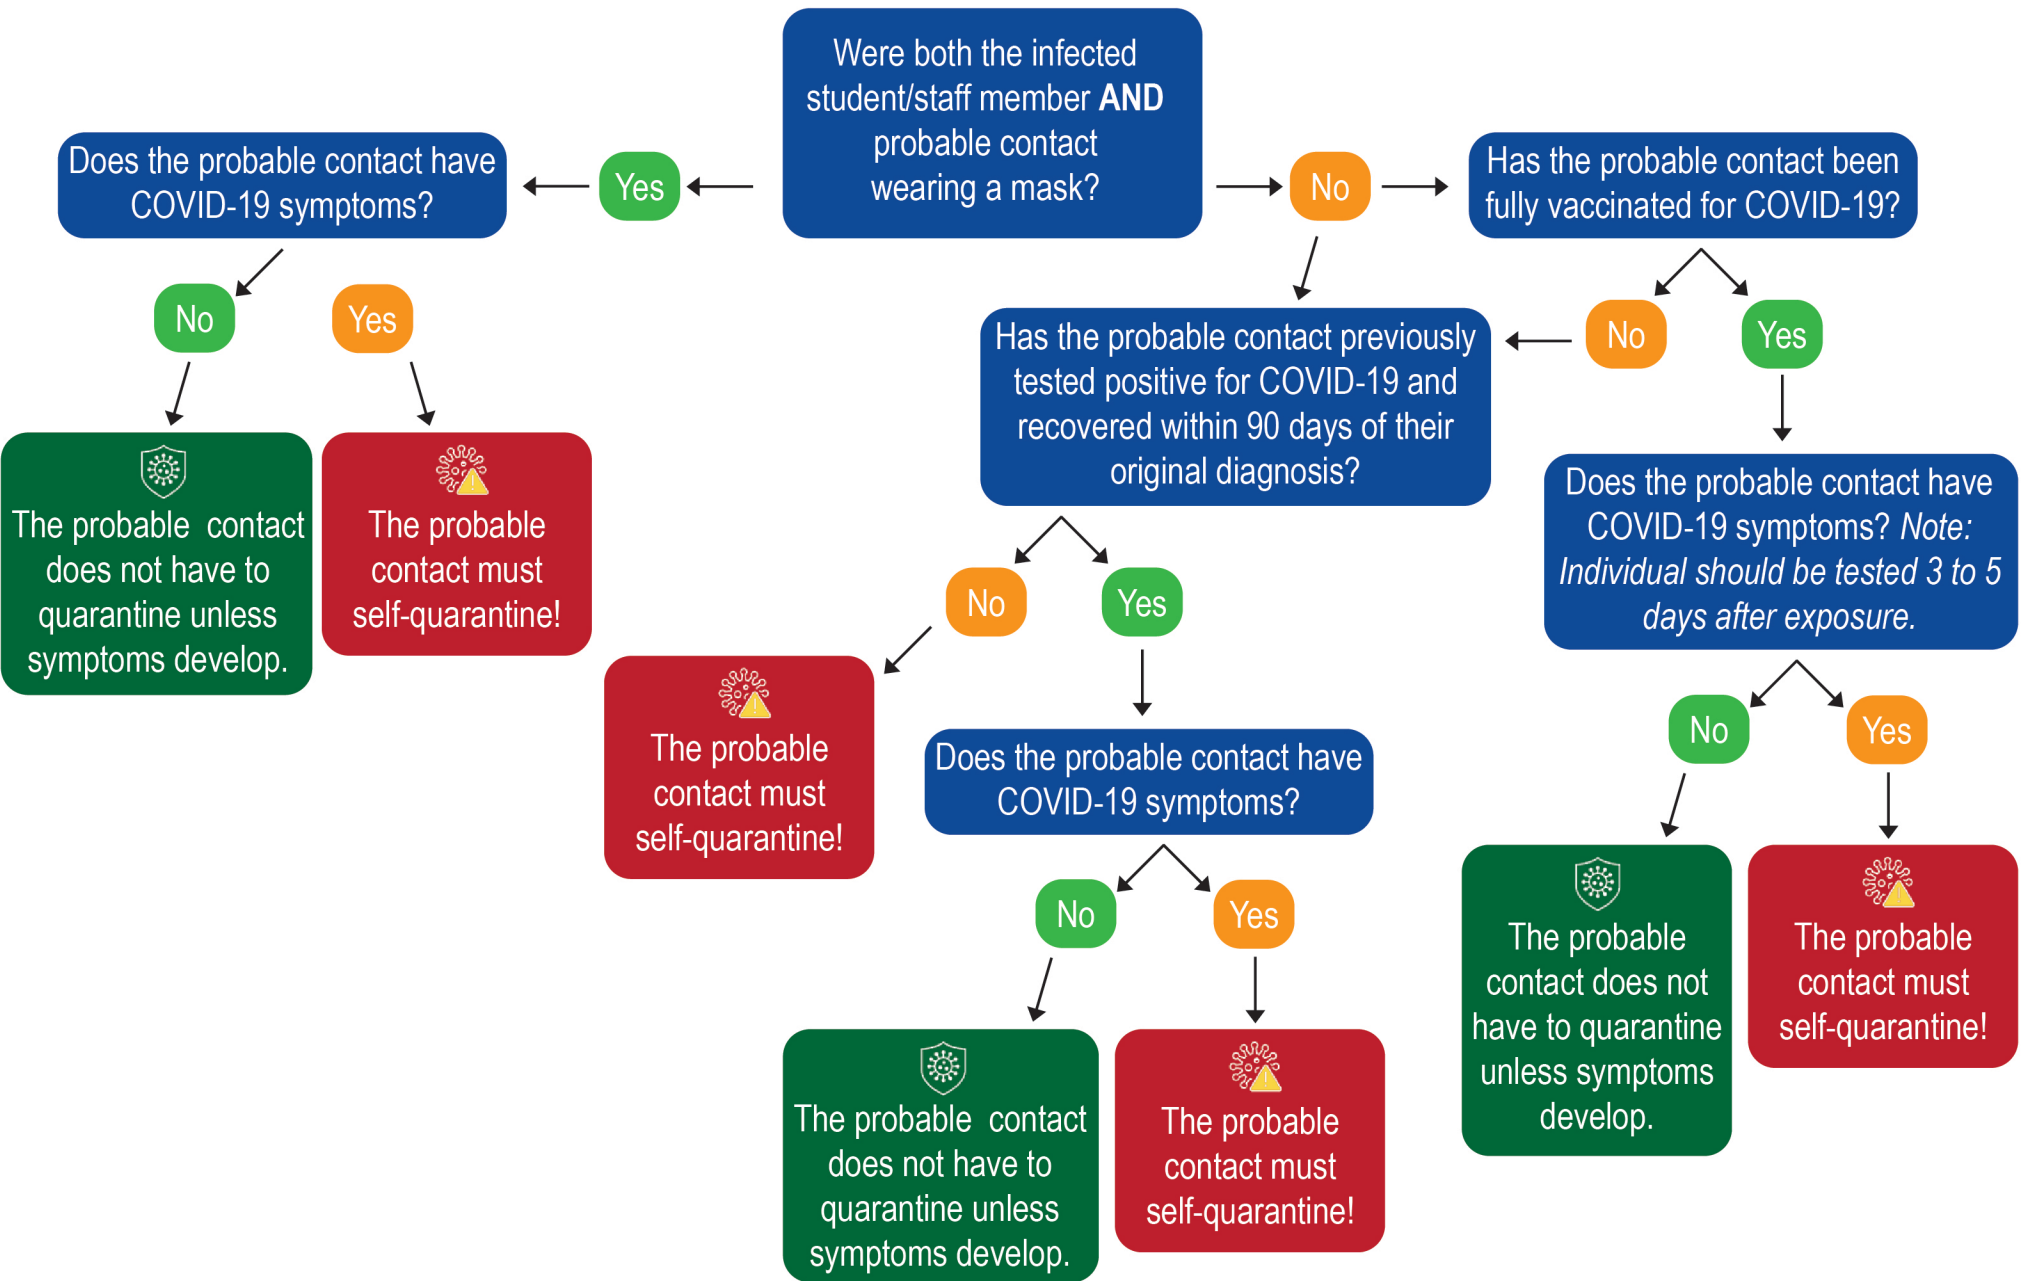 Were both the infected
student/staff member AND
probable contact
wearing a mask?
Yes
No
Does the probable contact have
COVID-19 symptoms?
No
Yes
The probable contact
does not have to
quarantine unless
symptoms develop.
The probable
contact must
self-quarantine!
Has the probable contact been
fully vaccinated for COVID-19?
No
Yes
Has the probable contact previously
tested positive for COVID-19 and
recovered within 90 days of their
original diagnosis?
No
Yes
The probable
contact must
self-quarantine!
Does the probable contact have
COVID-19 symptoms?
No
Yes
The probable contact
does not have to
quarantine unless
symptoms develop.
The probable
contact must
self-quarantine!
Does the probable contact have
COVID-19 symptoms? Note:
Individual should be tested 3 to 5
days after exposure.
No
Yes
The probable
contact does not
have to quarantine
unless symptoms
develop.
The probable
contact must
self-quarantine!